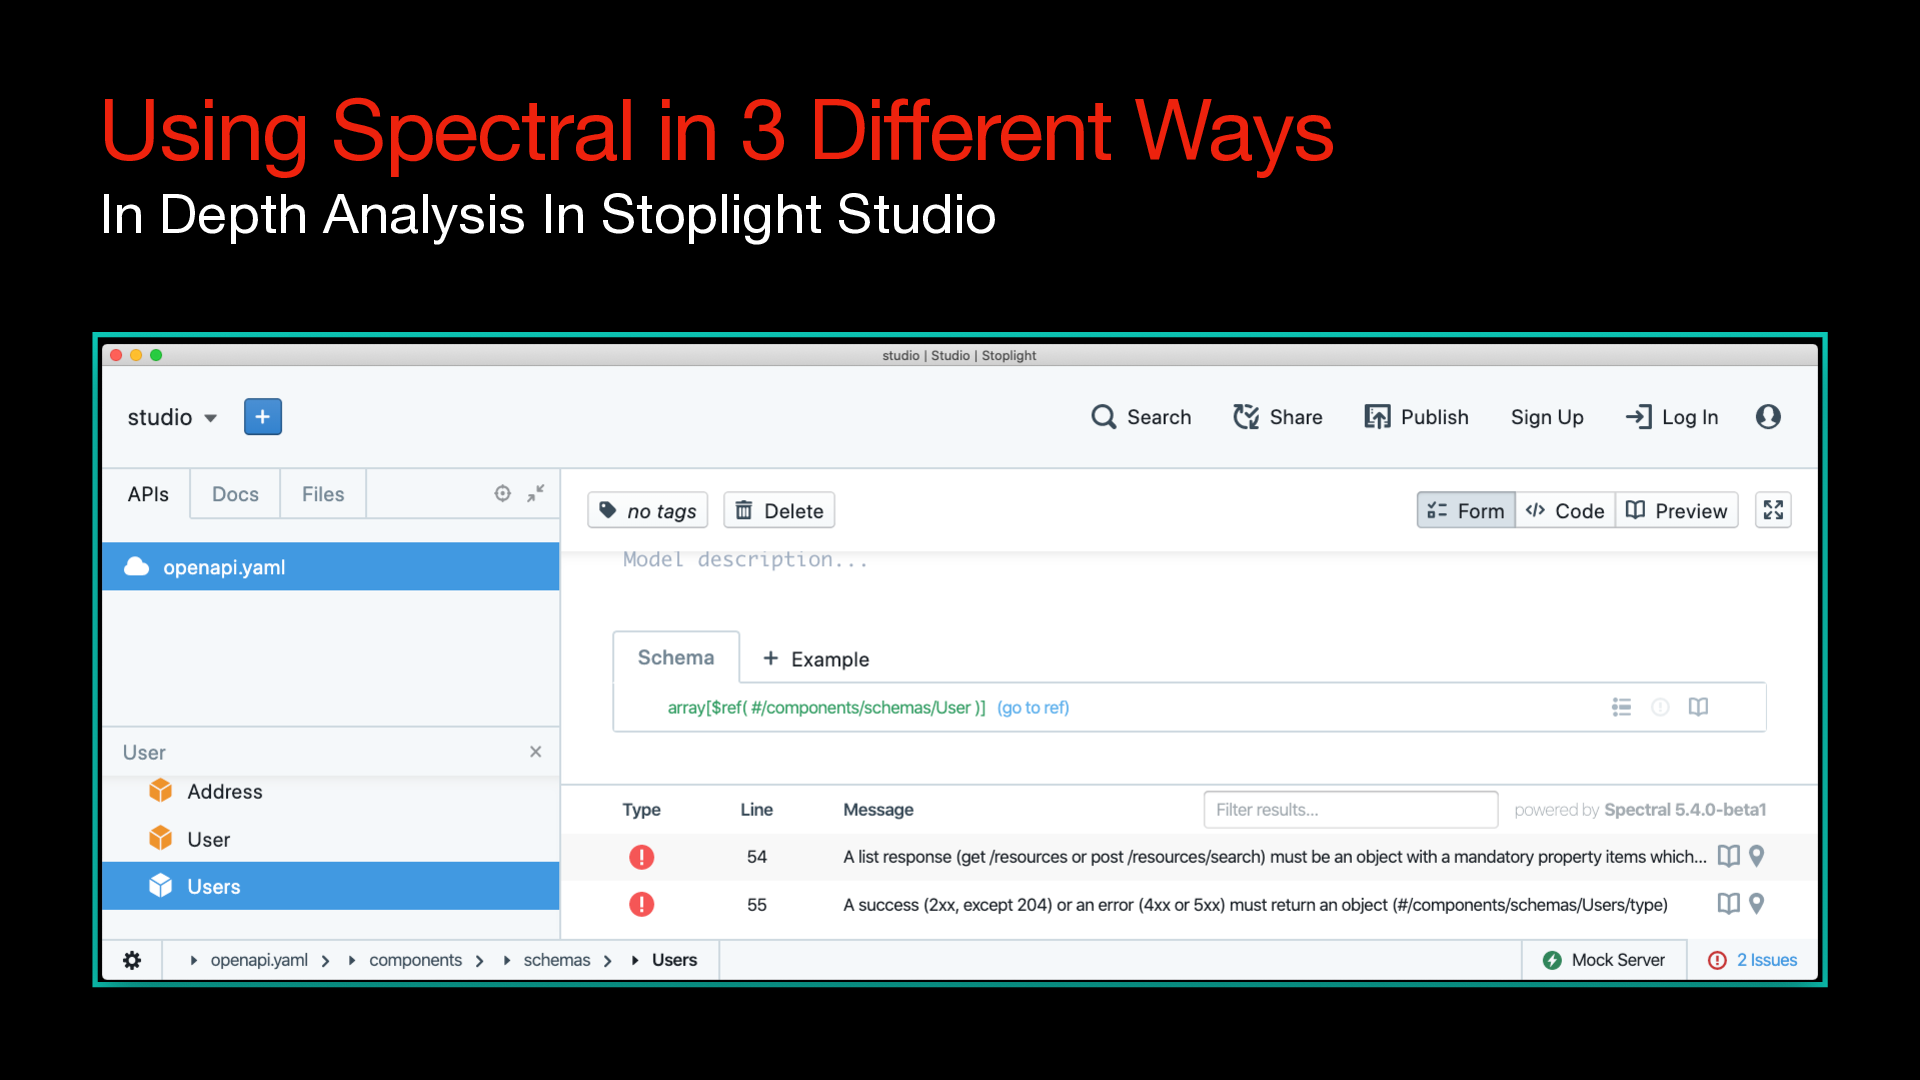 Using Spectral in 3 Different Ways
In Depth Analysis In Stoplight Studio
studio | Studio | Stoplight
studio + Search Share Publish Sign Up Log In
APIs Docs Files
no tags Delete Form </> Code Preview
openapi.yaml
Model description...
Schema + Example
array[$ref( #/components/schemas/User )] (go to ref)
User
Address
User
Users
Type Line Message Filter results... powered by Spectral 5.4.0-beta1
54 A list response (get /resources or post /resources/search) must be an object with a mandatory property items which...
55 A success (2xx, except 204) or an error (4xx or 5xx) must return an object (#/components/schemas/Users/type)
openapi.yaml > components > schemas > Users Mock Server 2 Issues